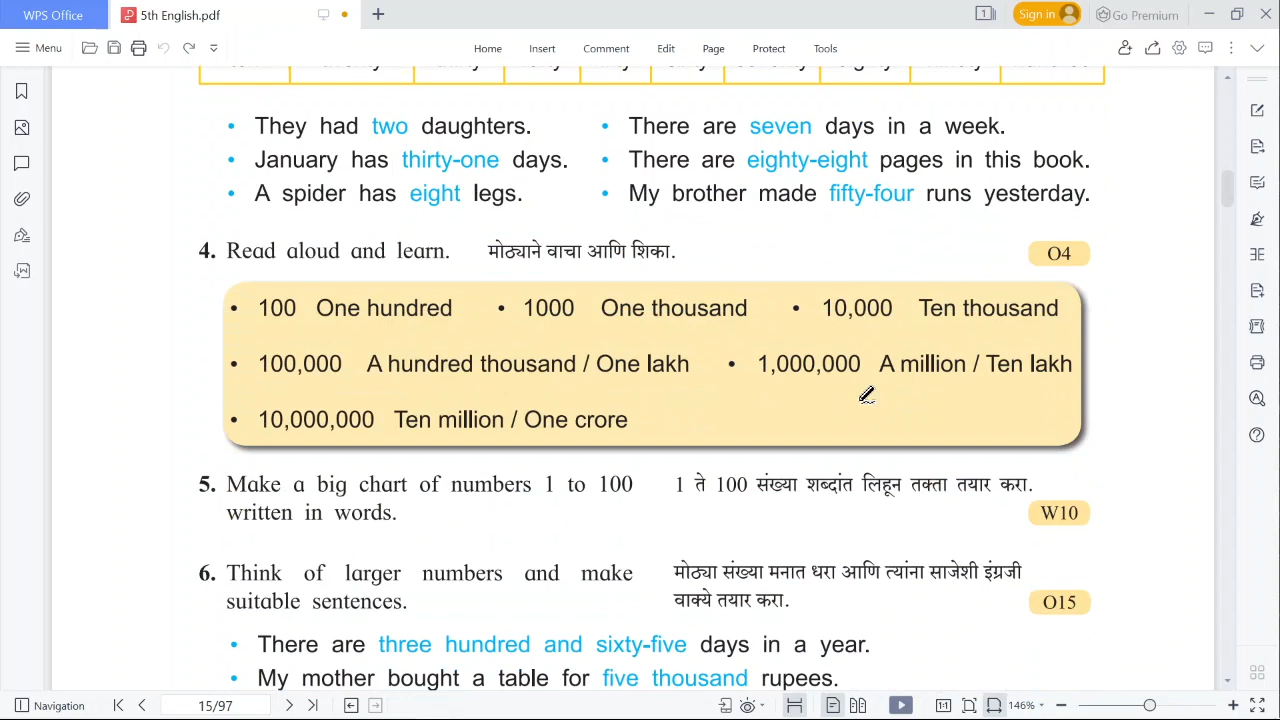 WPS Office
5th English.pdf
Sign in
Go Premium
Menu
Home Insert Comment Edit Page Protect Tools
• They had two daughters. • There are seven days in a week.
• January has thirty-one days. • There are eighty-eight pages in this book.
• A spider has eight legs. • My brother made fifty-four runs yesterday.
4. Read aloud and learn. मोठ्याने वाचा आणि शिका. O4
• 100 One hundred • 1000 One thousand • 10,000 Ten thousand
• 100,000 A hundred thousand / One lakh • 1,000,000 A million / Ten lakh
• 10,000,000 Ten million / One crore
5. Make a big chart of numbers 1 to 100 1 ते 100 संख्या शब्दांत लिहून तक्ता तयार करा.
written in words. W10
6. Think of larger numbers and make मोठ्या संख्या मनात धरा आणि त्यांना साजेशी इंग्रजी
suitable sentences. वाक्ये तयार करा. O15
• There are three hundred and sixty-five days in a year.
• My mother bought a table for five thousand rupees.
Navigation 15/97 1:1 146%